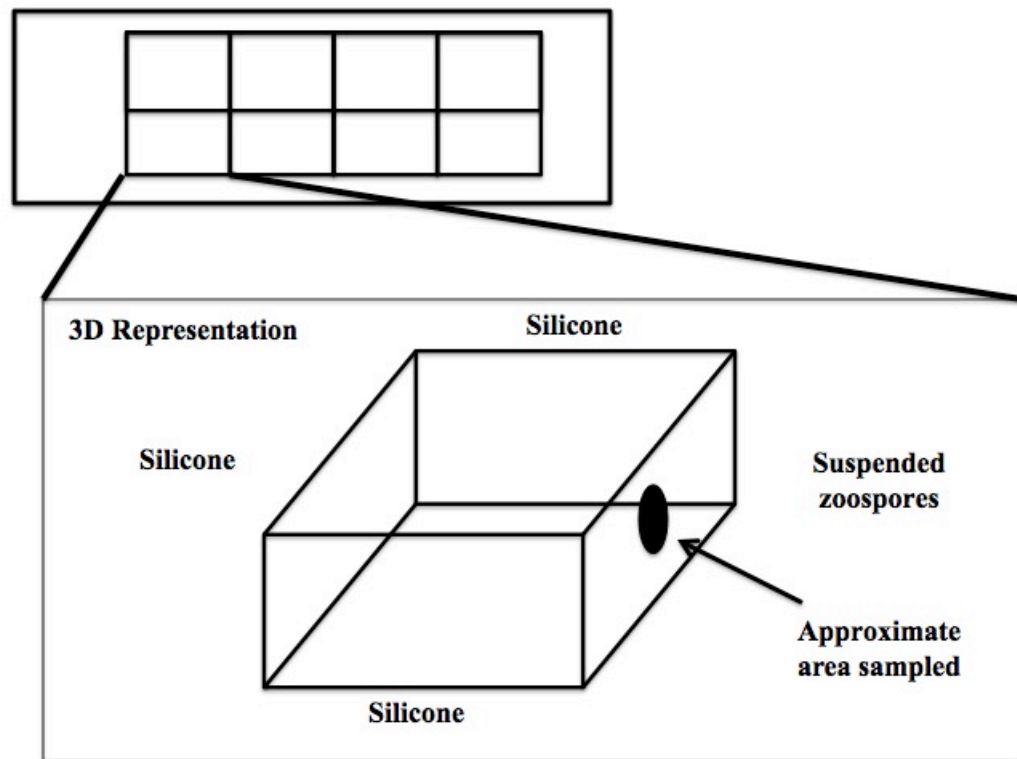 3D Representation
Silicone
Silicone
Suspended
zoospores
Approximate
area sampled
Silicone